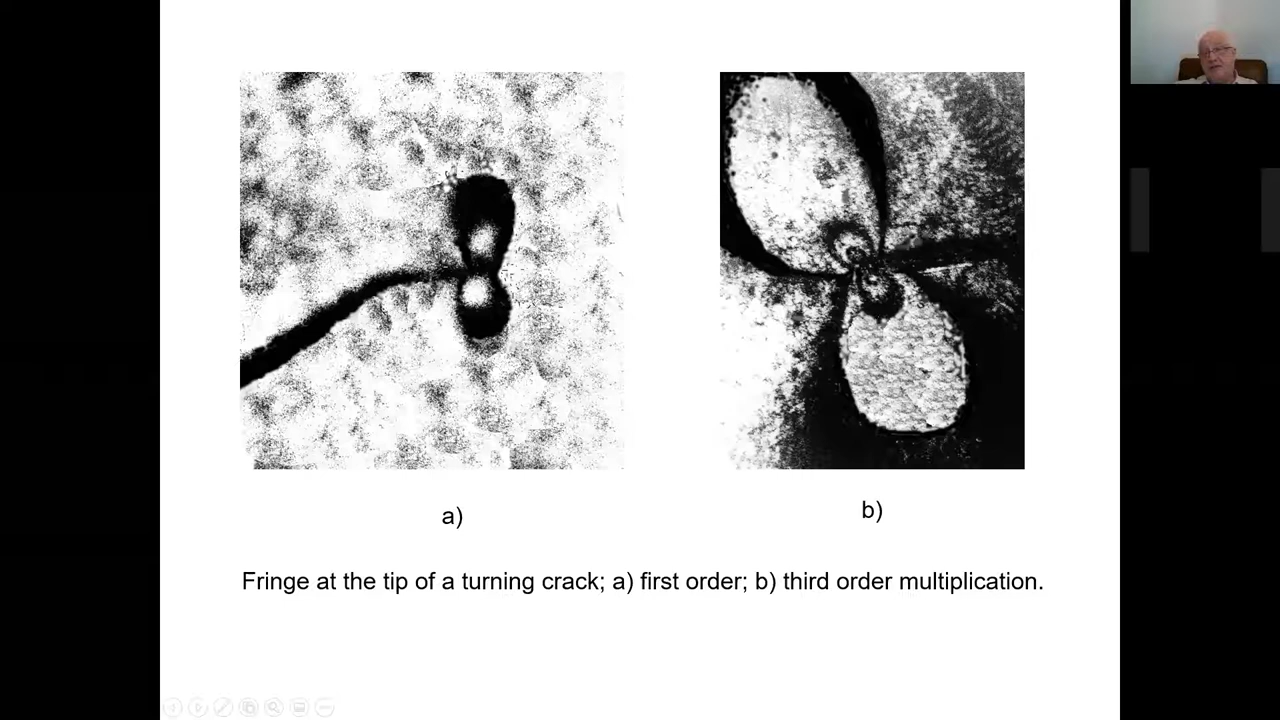 a)
b)
Fringe at the tip of a turning crack; a) first order; b) third order multiplication.